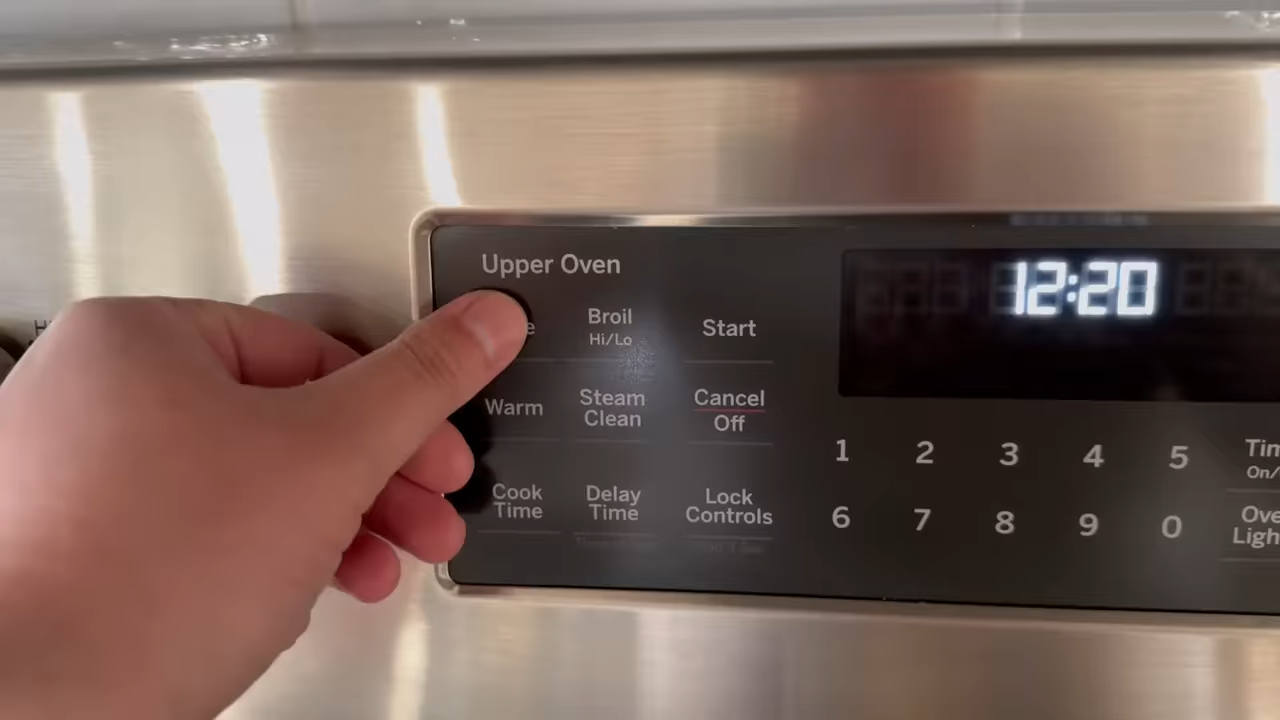 Upper Oven
12:20
Broil
Hi/Lo
Start
Warm
Steam
Clean
Cancel
Off
Cook
Time
Delay
Time
Lock
Controls
1 2 3 4 5
6 7 8 9 0